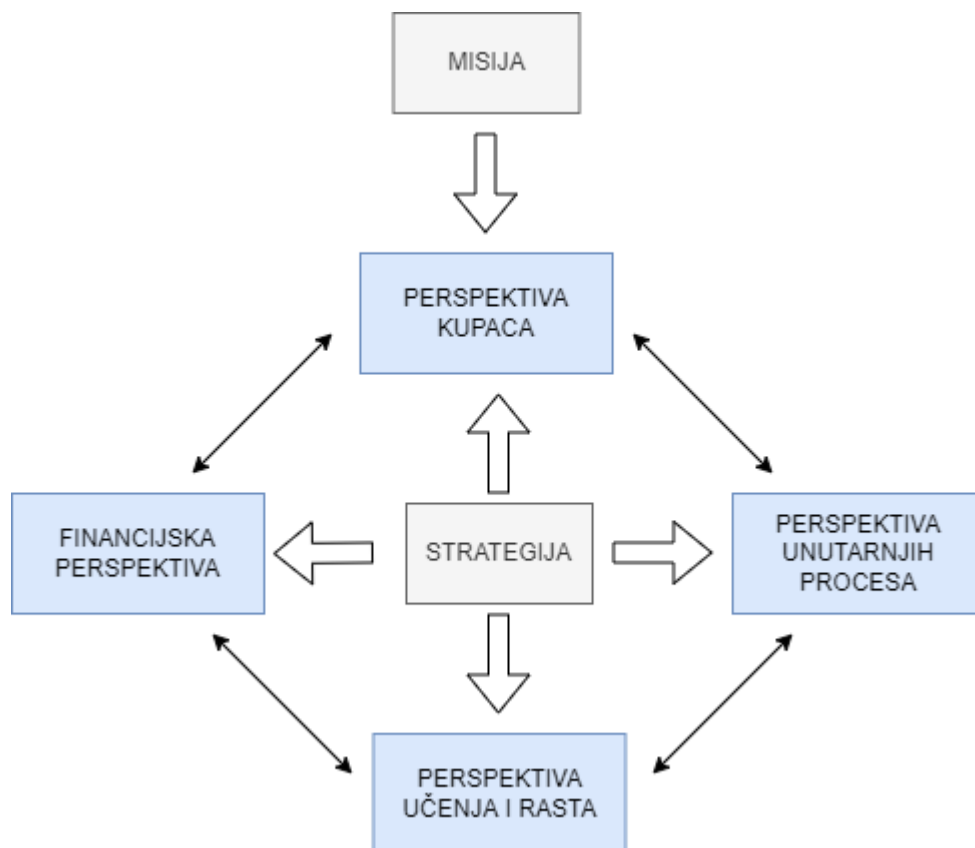 MISIJA
PERSPEKTIVA
KUPACA
FINANCIJSKA
PERSPEKTIVA
STRATEGIJA
PERSPEKTIVA
UNUTARNJIH
PROCESA
PERSPEKTIVA
UČENJA I RASTA